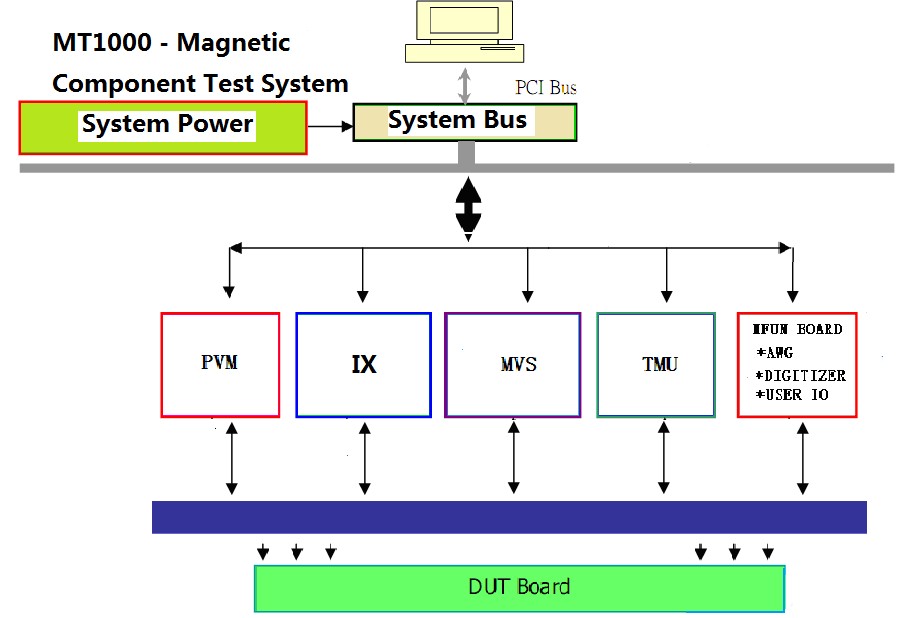 MT1000 - Magnetic
Component Test System
PCI Bus
System Power
System Bus
PVM
IX
MVS
TMU
MFUN BOARD
*AWG
*DIGITIZER
*USER IO
DUT Board